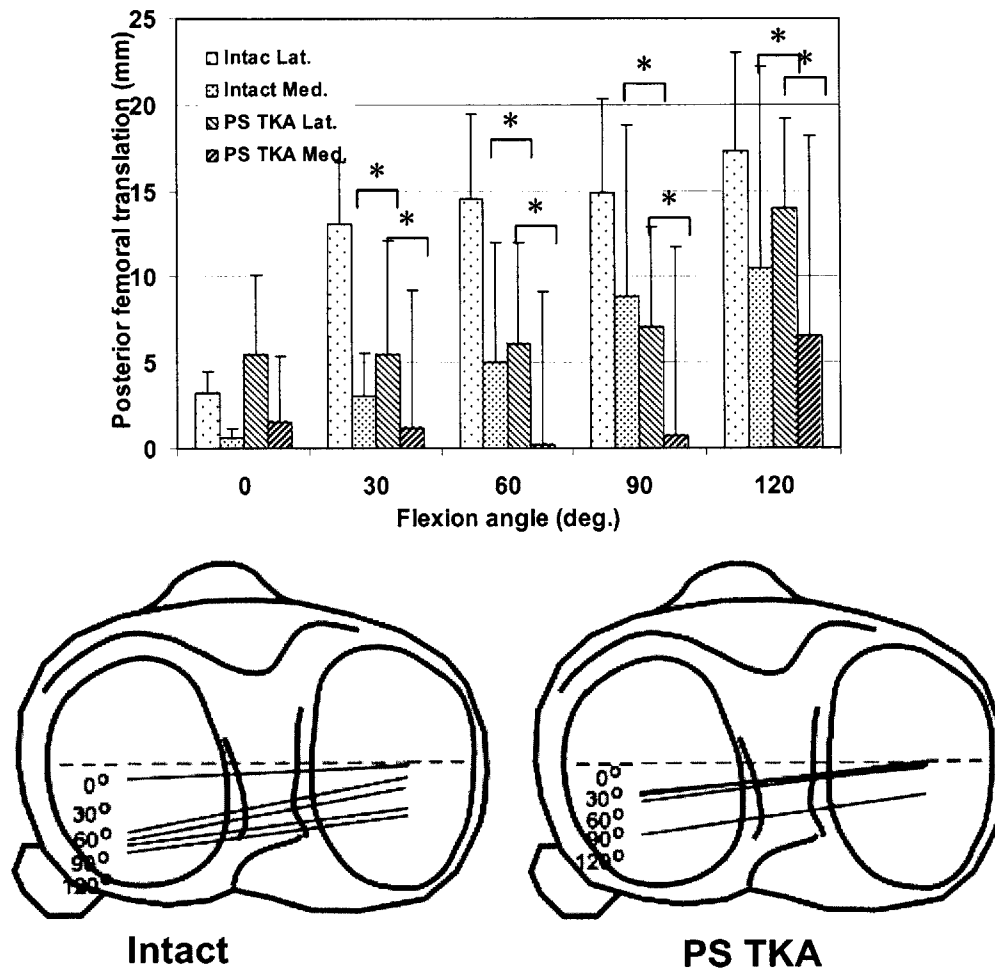 Posterior femoral translation (mm)
25
20
15
10
5
0
Intac Lat.
Intact Med.
PS TKA Lat.
PS TKA Med.
* *
*
*
* *
*
* *
0 30 60 90 120
Flexion angle (deg.)
0°
30°
60°
90°
120°
0°
30°
60°
90°
120°
Intact
PS TKA